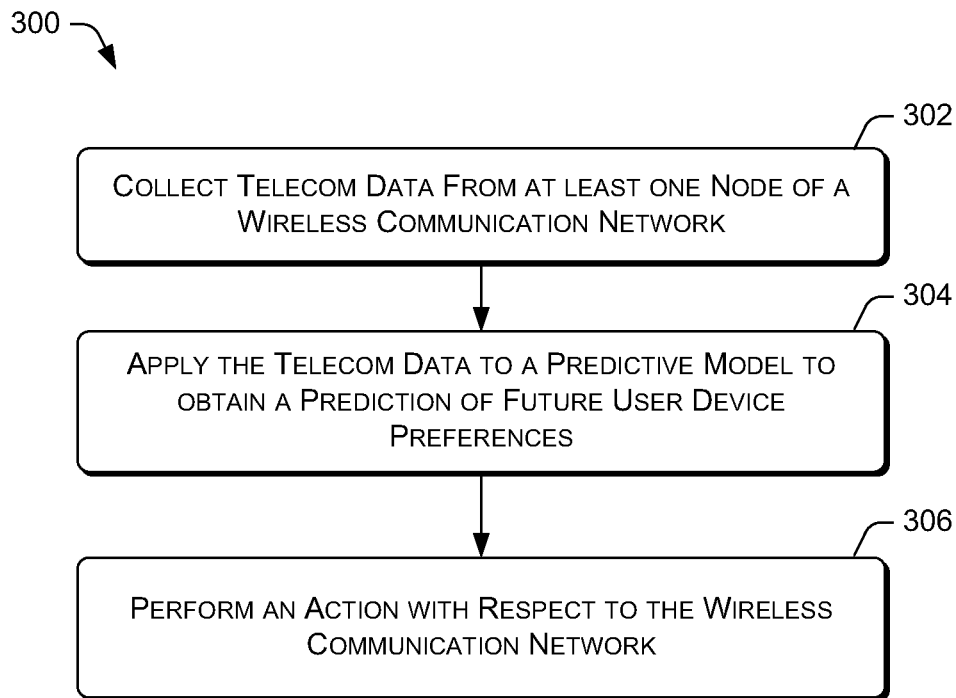 300
302
COLLECT TELECOM DATA FROM AT LEAST ONE NODE OF A
WIRELESS COMMUNICATION NETWORK
304
APPLY THE TELECOM DATA TO A PREDICTIVE MODEL TO
OBTAIN A PREDICTION OF FUTURE USER DEVICE
PREFERENCES
306
PERFORM AN ACTION WITH RESPECT TO THE WIRELESS
COMMUNICATION NETWORK